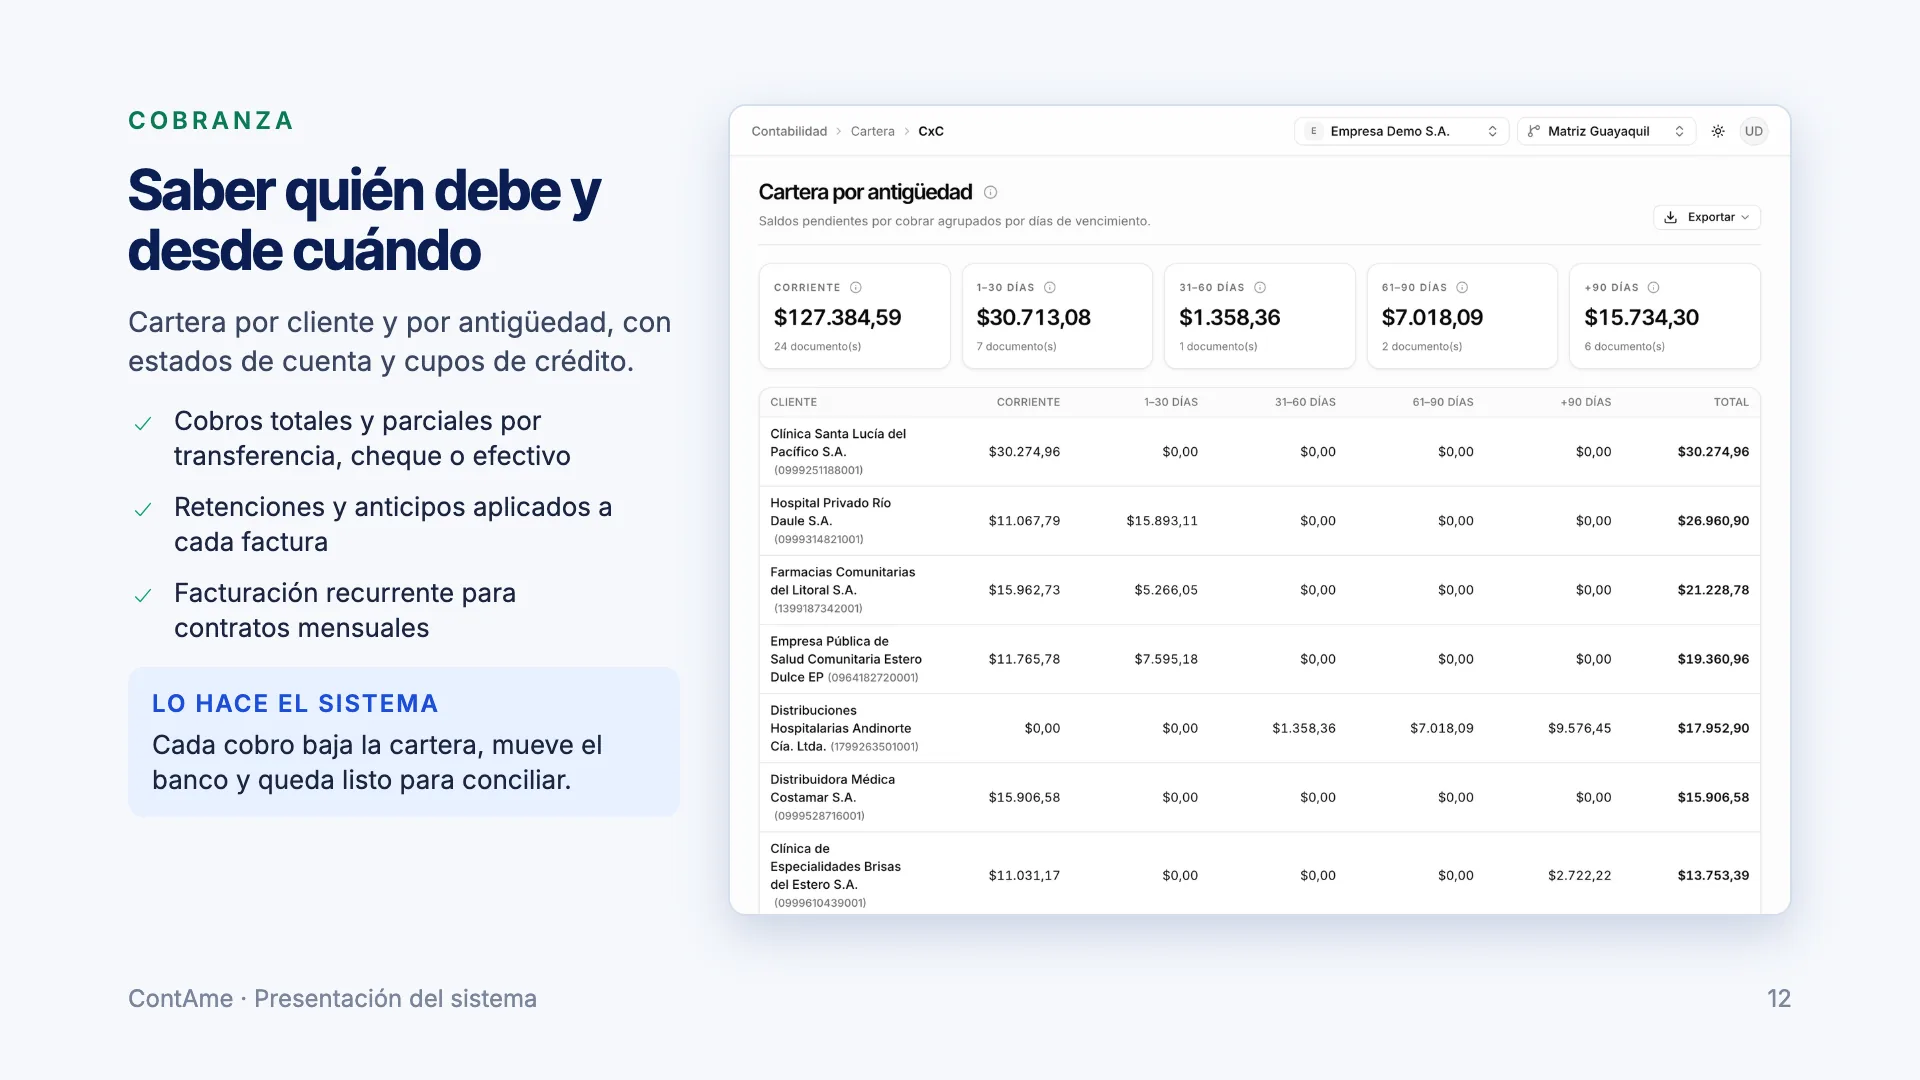 COBRANZA
Saber quién debe y
desde cuándo
Cartera por cliente y por antigüedad, con
estados de cuenta y cupos de crédito.
Cobros totales y parciales por
transferencia, cheque o efectivo
Retenciones y anticipos aplicados a
cada factura
Facturación recurrente para
contratos mensuales
LO HACE EL SISTEMA
Cada cobro baja la cartera, mueve el
banco y queda listo para conciliar.
Contabilidad > Cartera > CxC
E Empresa Demo S.A.
Matriz Guayaquil
UD
Cartera por antigüedad
Saldos pendientes por cobrar agrupados por días de vencimiento.
Exportar
CORRIENTE
$127.384,59
24 documento(s)
1–30 DÍAS
$30.713,08
7 documento(s)
31–60 DÍAS
$1.358,36
1 documento(s)
61–90 DÍAS
$7.018,09
2 documento(s)
+90 DÍAS
$15.734,30
6 documento(s)
CLIENTE CORRIENTE 1–30 DÍAS 31–60 DÍAS 61–90 DÍAS +90 DÍAS TOTAL
Clínica Santa Lucía del
Pacífico S.A. $30.274,96 $0,00 $0,00 $0,00 $0,00 $30.274,96
(0999251188001)
Hospital Privado Río
Daule S.A. $11.067,79 $15.893,11 $0,00 $0,00 $0,00 $26.960,90
(0999314821001)
Farmacias Comunitarias
del Litoral S.A. $15.962,73 $5.266,05 $0,00 $0,00 $0,00 $21.228,78
(1399187342001)
Empresa Pública de
Salud Comunitaria Estero $11.765,78 $7.595,18 $0,00 $0,00 $0,00 $19.360,96
Dulce EP (0964182720001)
Distribuciones
Hospitalarias Andinorte $0,00 $0,00 $1.358,36 $7.018,09 $9.576,45 $17.952,90
Cía. Ltda. (1799263501001)
Distribuidora Médica
Costamar S.A. $15.906,58 $0,00 $0,00 $0,00 $0,00 $15.906,58
(0999528716001)
Clínica de
Especialidades Brisas $11.031,17 $0,00 $0,00 $0,00 $2.722,22 $13.753,39
del Estero S.A.
(0999610439001)
ContAme · Presentación del sistema
12